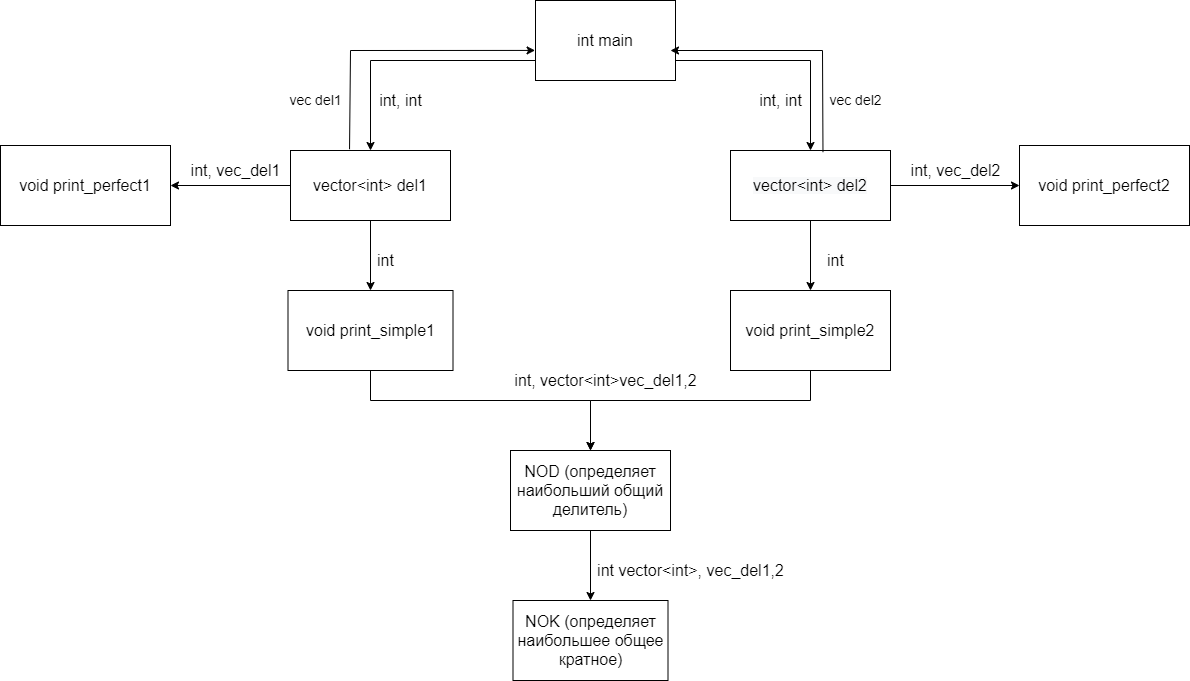 int main
vec del1
int, int
int, int
vec del2
void print_perfect1
int, vec_del1
vector<int> del1
vector<int> del2
int, vec_del2
void print_perfect2
int
int
void print_simple1
void print_simple2
int, vector<int>vec_del1,2
NOD (определяет
наибольший общий
делитель)
int vector<int>, vec_del1,2
NOK (определяет
наибольшее общее
кратное)